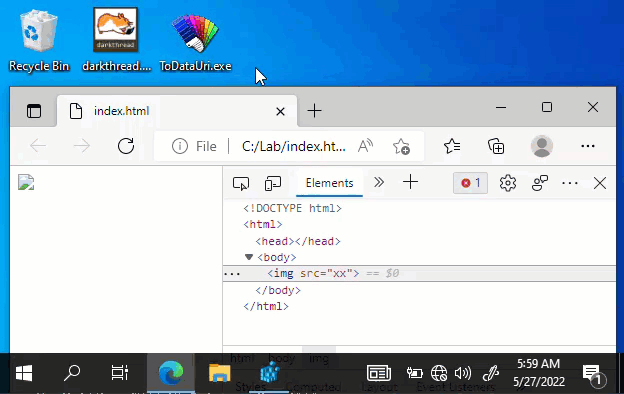 darkthread
Recycle Bin
darkthread....
ToDataUri.exe
index.html
File
C:/Lab/index.ht...
Elements
1
<!DOCTYPE html>
<html>
<head></head>
<body>
<img src="xx"> == $0
</body>
</html>
html body img
Styles Computed Layout Event Listeners
5:59 AM
5/27/2022
1